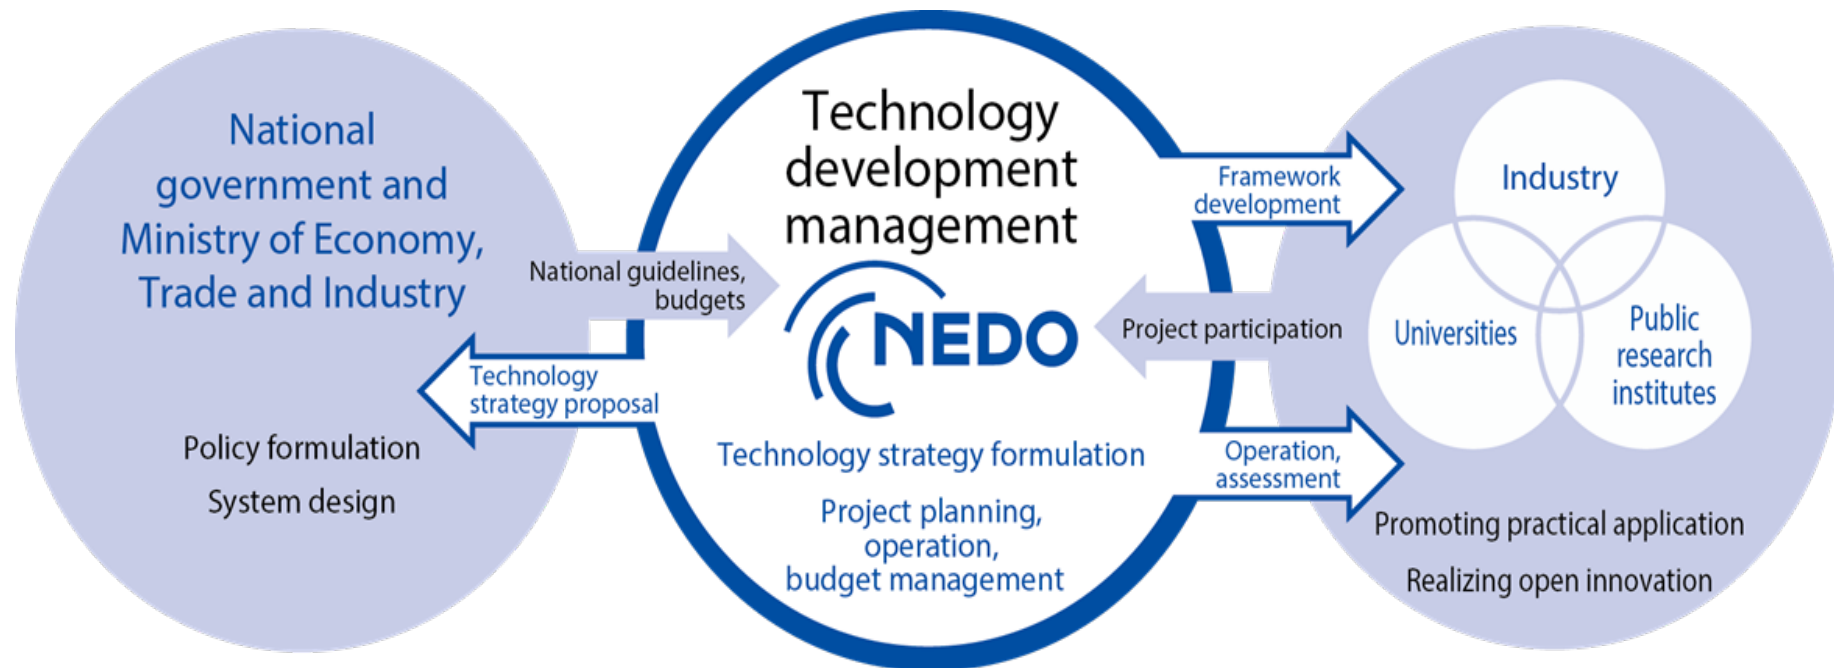 National
government and
Ministry of Economy,
Trade and Industry
Policy formulation
System design
National guidelines,
budgets
Technology
strategy proposal
Technology
development
management
NEDO
Technology strategy formulation
Project planning,
operation,
budget management
Framework
development
Project participation
Operation,
assessment
Industry
Universities
Public
research
institutes
Promoting practical application
Realizing open innovation